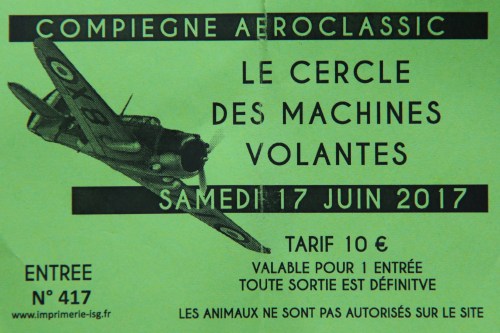 COMPIEGNE AEROCLASSIC
LE CERCLE
DES MACHINES
VOLANTES
SAMEDI 17 JUIN 2017
TARIF 10 €
VALABLE POUR 1 ENTRÉE
TOUTE SORTIE EST DÉFINITVE
ENTREE
N° 417
www.imprimerie-isg.fr
LES ANIMAUX NE SONT PAS AUTORISÉS SUR LE SITE